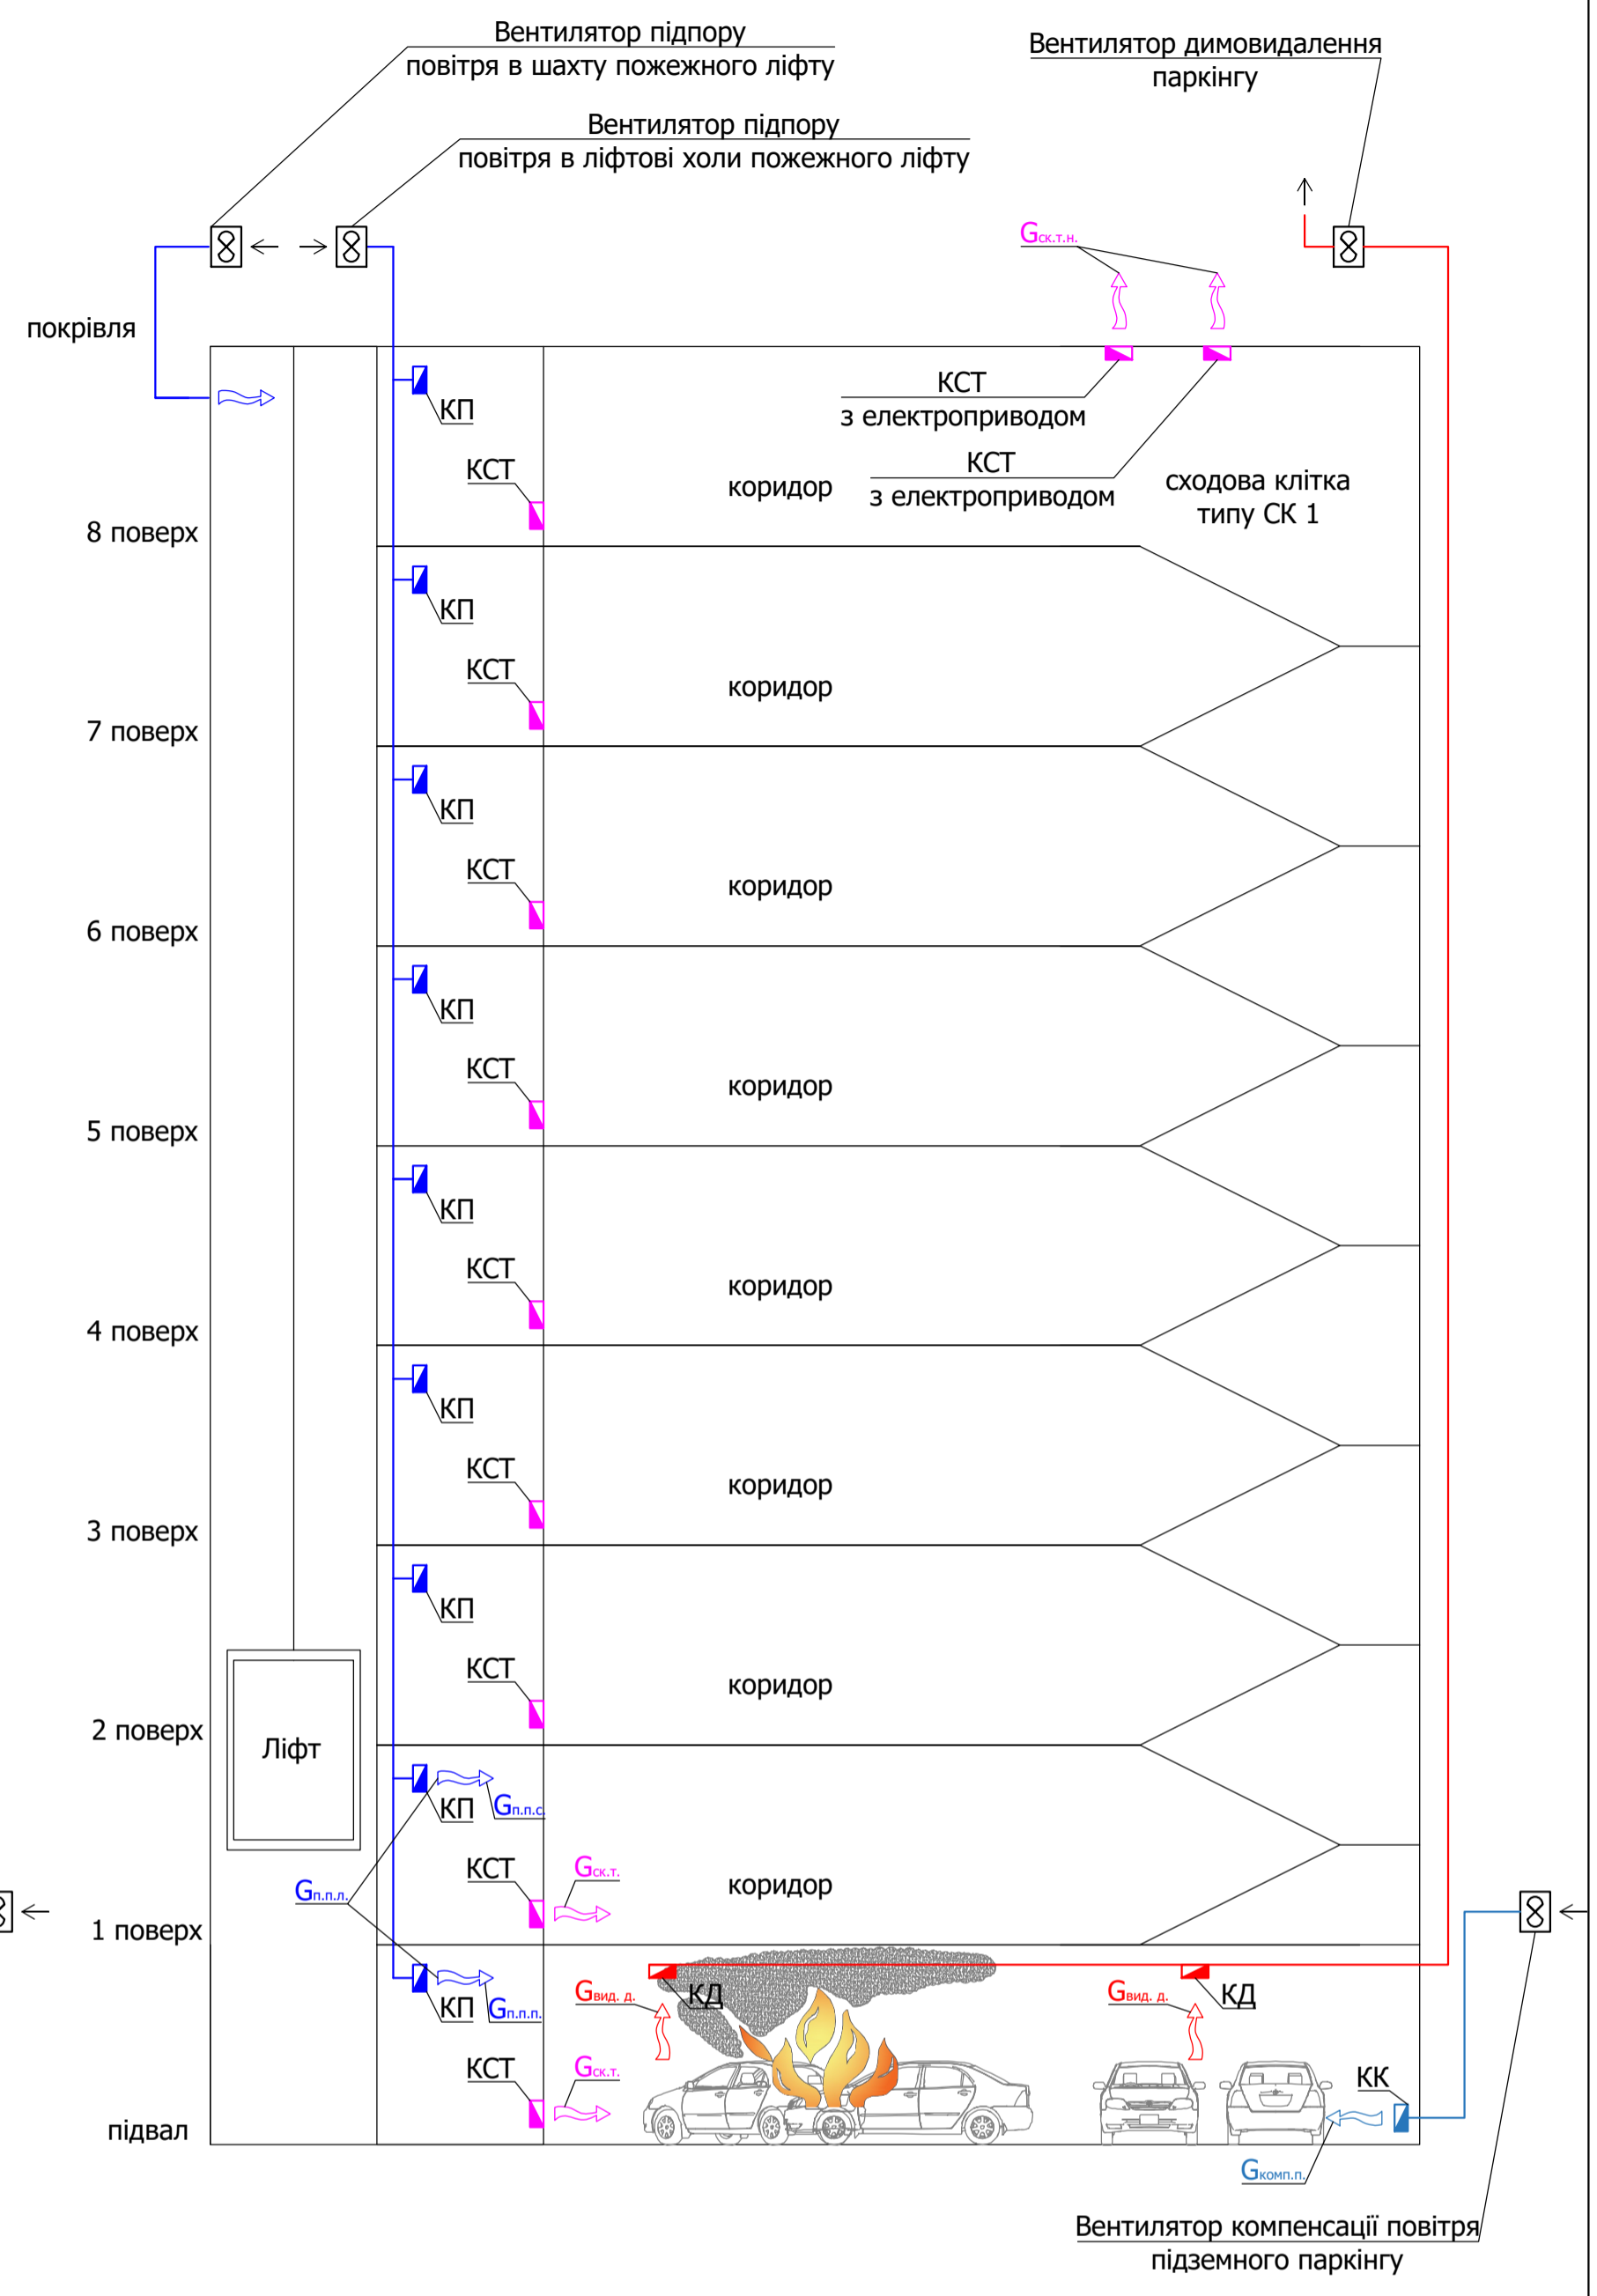 Вентилятор підпору
повітря в шахту пожежного ліфту
Вентилятор димовидалення
паркінгу
Вентилятор підпору
повітря в ліфтові холи пожежного ліфту
Gск.т.н.
покрівля
КП
КСТ
з електроприводом
КСТ
КСТ
з електроприводом
коридор
сходова клітка
типу СК 1
8 поверх
КП
КСТ
коридор
7 поверх
КП
КСТ
коридор
6 поверх
КП
КСТ
коридор
5 поверх
КП
КСТ
коридор
4 поверх
КП
КСТ
коридор
3 поверх
КП
КСТ
коридор
2 поверх
Ліфт
КП
Gп.п.с.
КСТ
Gск.т.
Gп.п.л.
коридор
1 поверх
КП
Gп.п.п.
Gвид. д.
КД
Gвид. д.
КД
КСТ
Gск.т.
КК
підвал
Gкомп.п.
Вентилятор компенсації повітря
підземного паркінгу